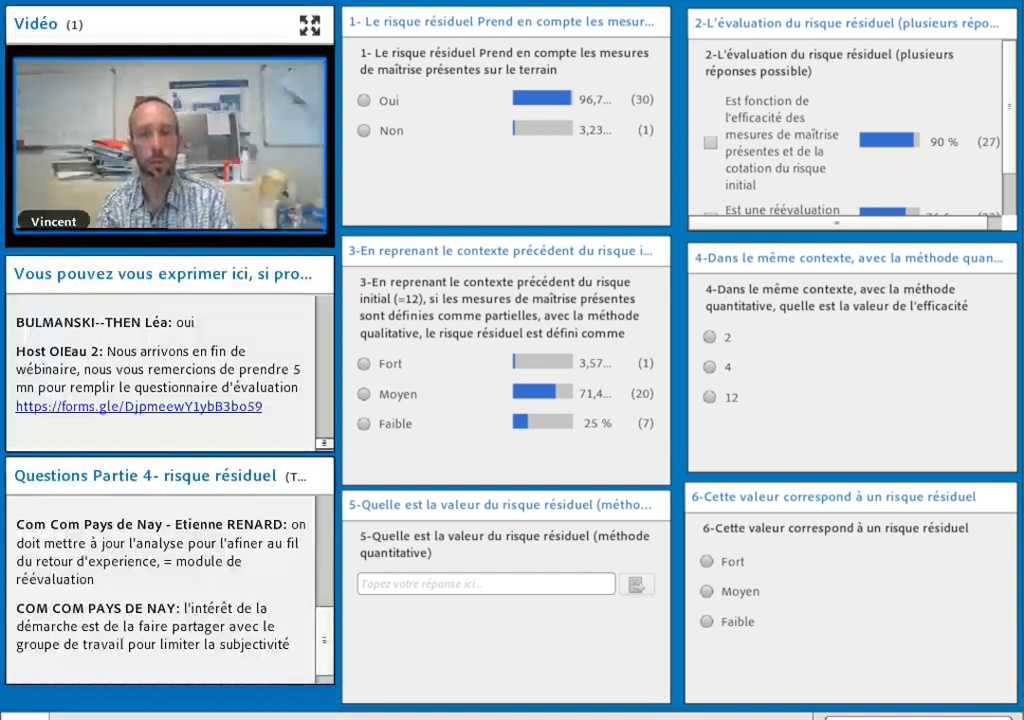 Vidéo (1)
Vincent
Vous pouvez vous exprimer ici, si pro...
BULMANSKI--THEN Léa: oui
Host OIEau 2: Nous arrivons en fin de
wébinaire, nous vous remercions de prendre 5
mn pour remplir le questionnaire d'évaluation
https://forms.gle/DjpmeewY1ybB3bo59
Questions Partie 4- risque résiduel (T...
Com Com Pays de Nay - Etienne RENARD: on
doit mettre à jour l'analyse pour l'afiner au fil
du retour d'experience, = module de
réévaluation
COM COM PAYS DE NAY: l'intérêt de la
démarche est de la faire partager avec le
groupe de travail pour limiter la subjectivité
1- Le risque résiduel Prend en compte les mesur...
1- Le risque résiduel Prend en compte les mesures
de maîtrise présentes sur le terrain
Oui 96,7... (30)
Non 3,23... (1)
2-L'évaluation du risque résiduel (plusieurs répo...
2-L'évaluation du risque résiduel (plusieurs
réponses possible)
Est fonction de
l'efficacité des
mesures de maîtrise
présentes et de la
cotation du risque
initial
90 % (27)
Est une réévaluation
3-En reprenant le contexte précédent du risque i...
3-En reprenant le contexte précédent du risque
initial (=12), si les mesures de maîtrise présentes
sont définies comme partielles, avec la méthode
qualitative, le risque résiduel est défini comme
Fort 3,57... (1)
Moyen 71,4... (20)
Faible 25 % (7)
4-Dans le même contexte, avec la méthode quan...
4-Dans le même contexte, avec la méthode
quantitative, quelle est la valeur de l'efficacité
2
4
12
5-Quelle est la valeur du risque résiduel (métho...
5-Quelle est la valeur du risque résiduel (méthode
quantitative)
Tapez votre réponse ici...
6-Cette valeur correspond à un risque résiduel
6-Cette valeur correspond à un risque résiduel
Fort
Moyen
Faible